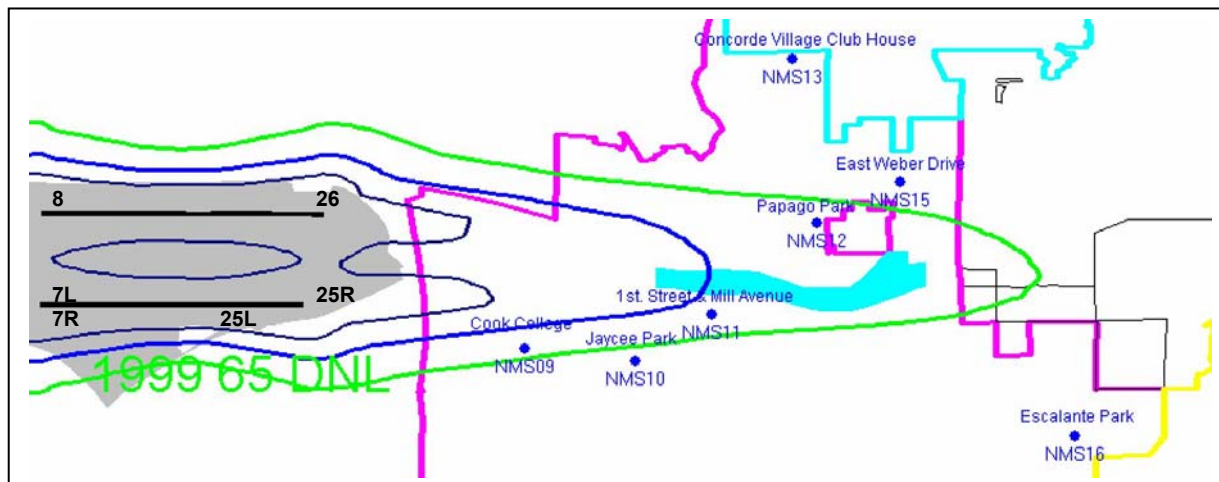 Concorde Village Club House
NMS13
East Weber Drive
NMS15
8
26
Papago Park
NMS12
7L
25R
1st. Street & Mill Avenue
NMS11
7R
25L
Cook College
NMS09
Jaycee Park
NMS10
1999 65 DNL
Escalante Park
NMS16